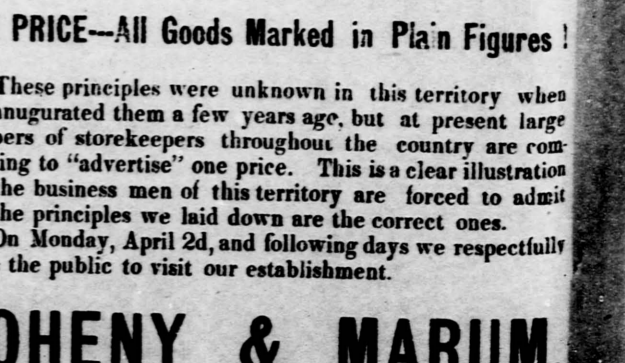 PRICE---All Goods Marked in Plain Figures !
These principles were unknown in this territory when
nugurated them a few years ago, but at present large
ers of storekeepers throughout the country are com-
ing to "advertise" one price. This is a clear illustration
he business men of this territory are forced to admit
he principles we laid down are the correct ones.
On Monday, April 2d, and following days we respectfully
the public to visit our establishment.
OHENY & MARUM